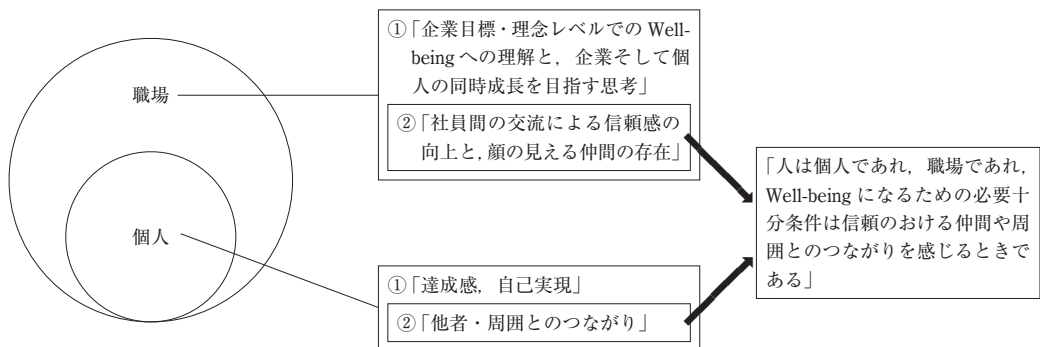 職場
個人
①「企業目標・理念レベルでの Well-
being への理解と，企業そして個
人の同時成長を目指す思考」
②「社員間の交流による信頼感の
向上と，顔の見える仲間の存在」
①「達成感，自己実現」
②「他者・周囲とのつながり」
「人は個人であれ，職場であれ，
Well-being になるための必要十
分条件は信頼のおける仲間や周
囲とのつながりを感じるときで
ある」